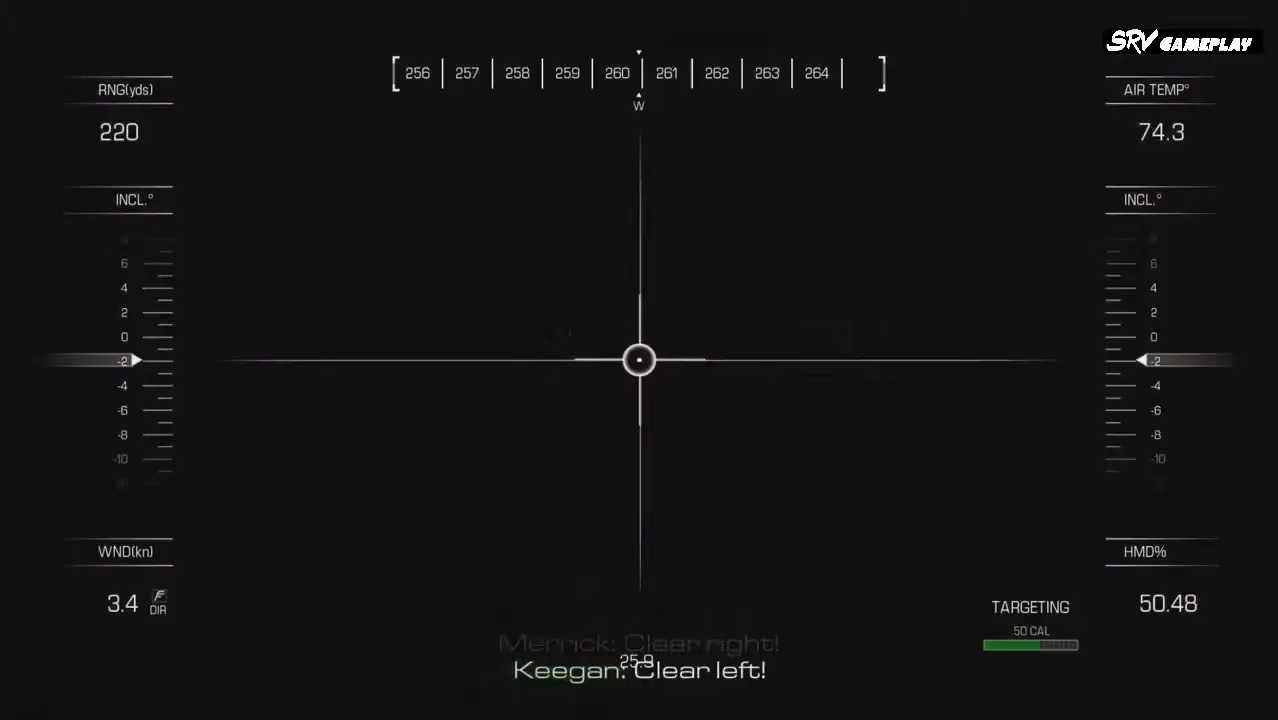 SRV GAMEPLAY
256 257 258 259 260 261 262 263 264
W
RNG(yds)
220
AIR TEMP°
74.3
INCL.°
6
4
2
0
-2
-4
-6
-8
-10
INCL.°
6
4
2
0
-2
-4
-6
-8
-10
WND(kn)
3.4
DIR
HMD%
50.48
TARGETING
.50 CAL
Merrick: Clear right!
25.9
Keegan: Clear left!